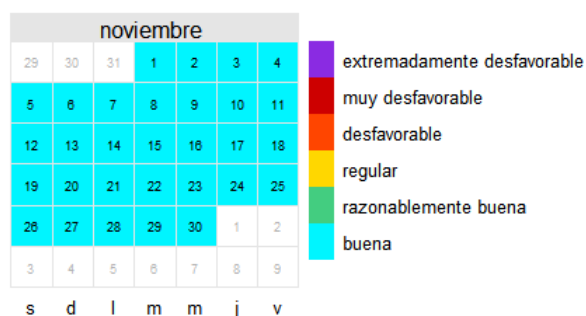 noviembre
29 30 31 1 2 3 4
5 6 7 8 9 10 11
12 13 14 15 16 17 18
19 20 21 22 23 24 25
26 27 28 29 30 1 2
3 4 5 6 7 8 9
s d l m m j v
extremadamente desfavorable
muy desfavorable
desfavorable
regular
razonablemente buena
buena